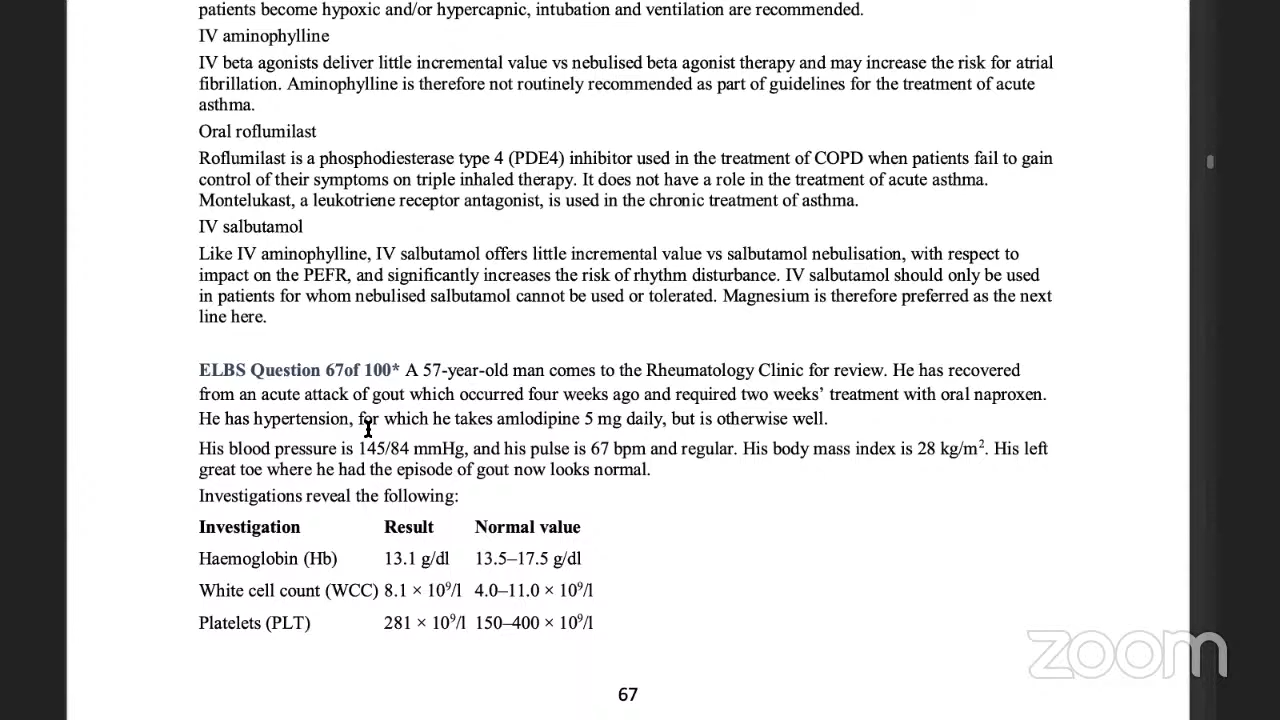 patients become hypoxic and/or hypercapnic, intubation and ventilation are recommended.
IV aminophylline
IV beta agonists deliver little incremental value vs nebulised beta agonist therapy and may increase the risk for atrial
fibrillation. Aminophylline is therefore not routinely recommended as part of guidelines for the treatment of acute
asthma.
Oral roflumilast
Roflumilast is a phosphodiesterase type 4 (PDE4) inhibitor used in the treatment of COPD when patients fail to gain
control of their symptoms on triple inhaled therapy. It does not have a role in the treatment of acute asthma.
Montelukast, a leukotriene receptor antagonist, is used in the chronic treatment of asthma.
IV salbutamol
Like IV aminophylline, IV salbutamol offers little incremental value vs salbutamol nebulisation, with respect to
impact on the PEFR, and significantly increases the risk of rhythm disturbance. IV salbutamol should only be used
in patients for whom nebulised salbutamol cannot be used or tolerated. Magnesium is therefore preferred as the next
line here.
ELBS Question 67of 100* A 57-year-old man comes to the Rheumatology Clinic for review. He has recovered
from an acute attack of gout which occurred four weeks ago and required two weeks’ treatment with oral naproxen.
He has hypertension, for which he takes amlodipine 5 mg daily, but is otherwise well.
His blood pressure is 145/84 mmHg, and his pulse is 67 bpm and regular. His body mass index is 28 kg/m². His left
great toe where he had the episode of gout now looks normal.
Investigations reveal the following:
Investigation Result Normal value
Haemoglobin (Hb) 13.1 g/dl 13.5–17.5 g/dl
White cell count (WCC) 8.1 × 10⁹/l 4.0–11.0 × 10⁹/l
Platelets (PLT) 281 × 10⁹/l 150–400 × 10⁹/l
zoom
67